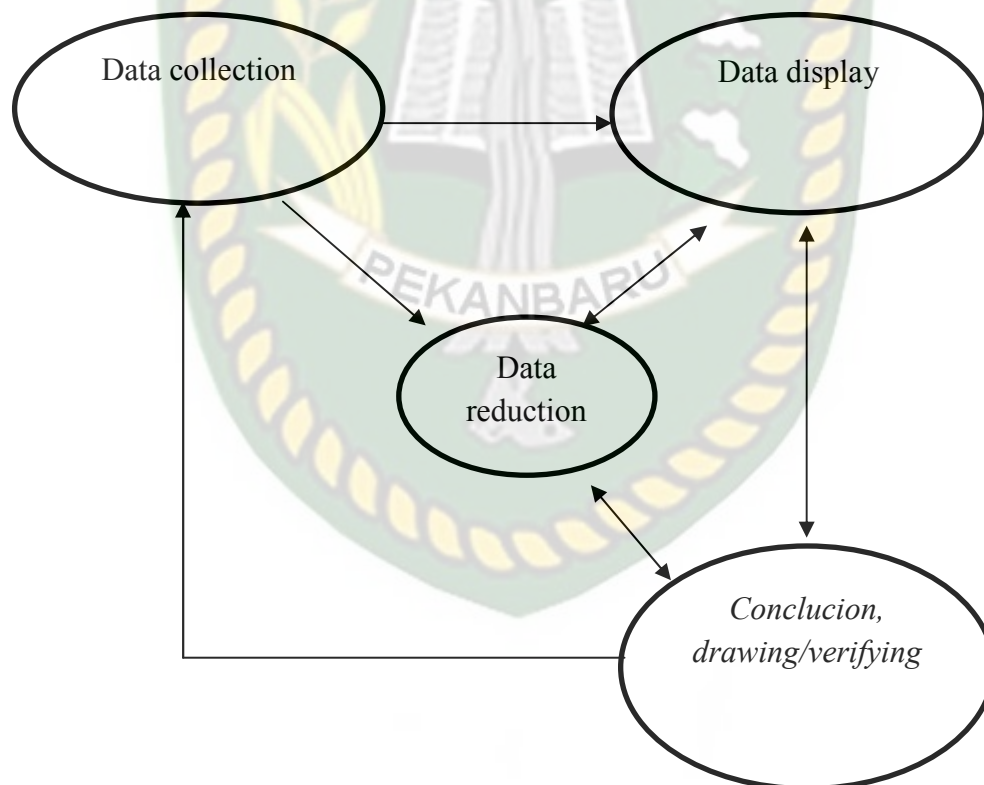 Data collection
Data display
PEKANBARU
Data
reduction
Conclucion,
drawing/verifying